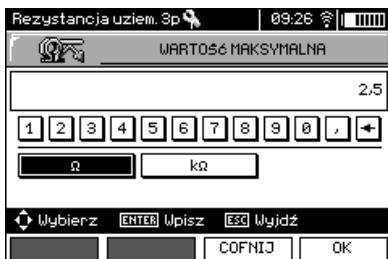 Rezystancja uziem. 3p 09:26
WARTOŚĆ MAKSYMALNA
2,5
1 2 3 4 5 6 7 8 9 0 ,
Ω kΩ
Wybierz ENTER Wpisz ESC Wyjdź
COFNIJ OK